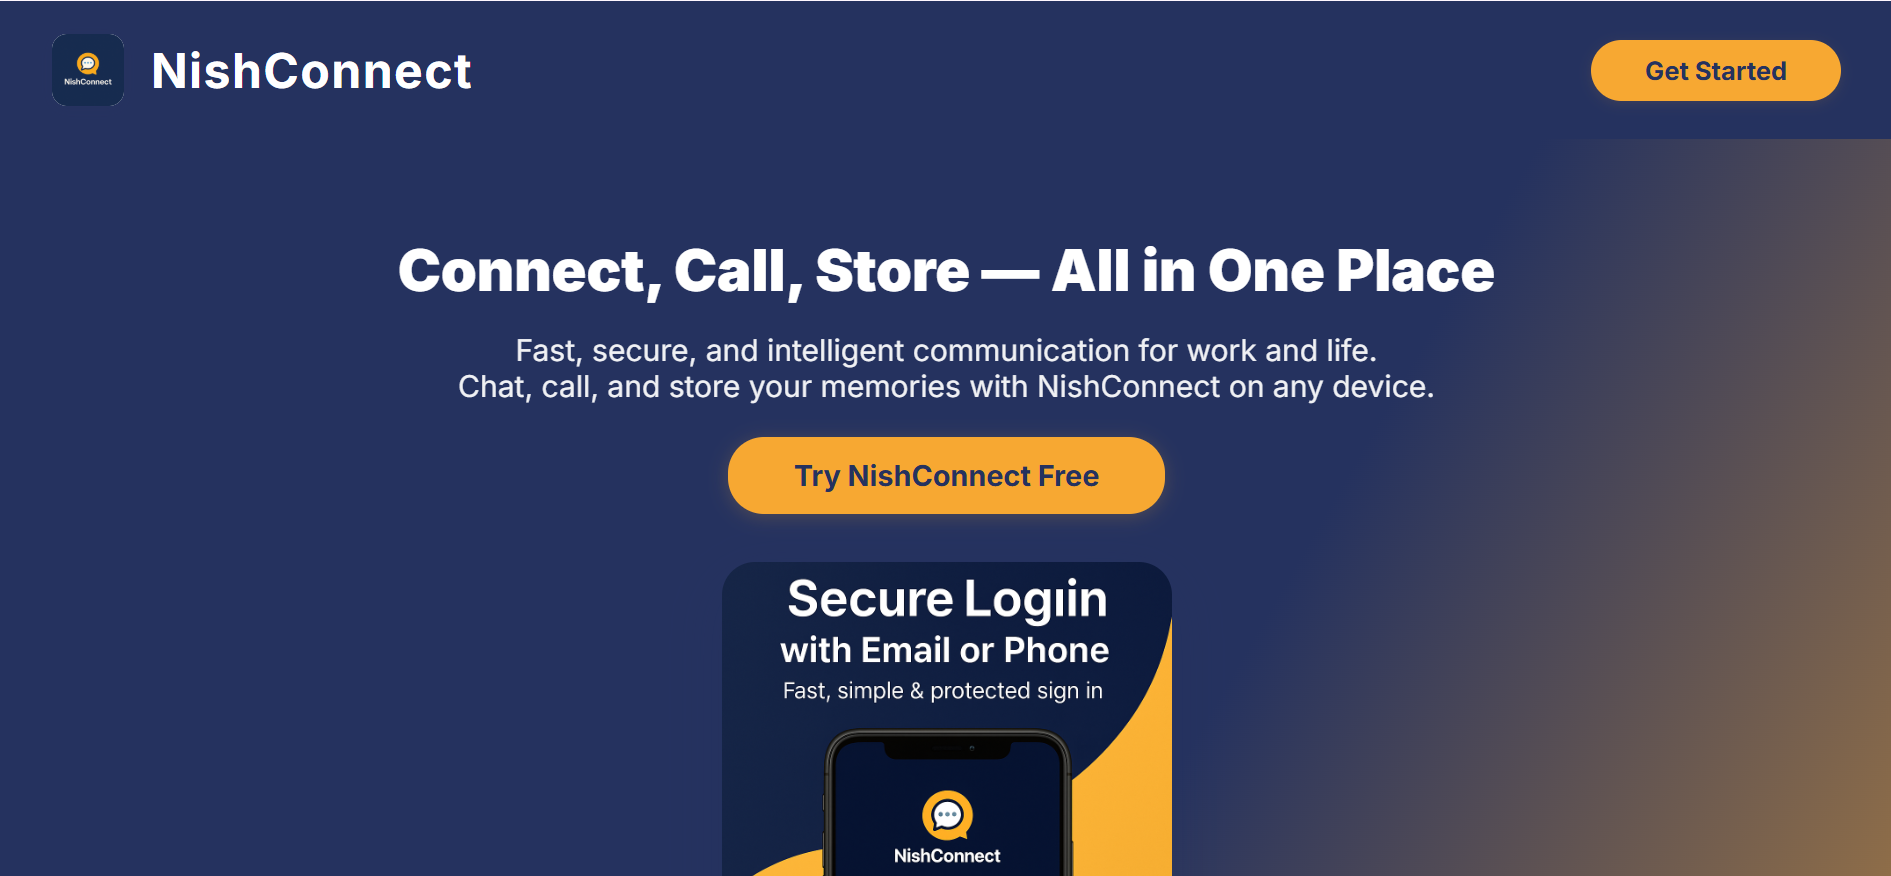 NishConnect
NishConnect
Get Started
Connect, Call, Store — All in One Place
Fast, secure, and intelligent communication for work and life.
Chat, call, and store your memories with NishConnect on any device.
Try NishConnect Free
Secure Logıin
with Email or Phone
Fast, simple & protected sign in
NishConnect